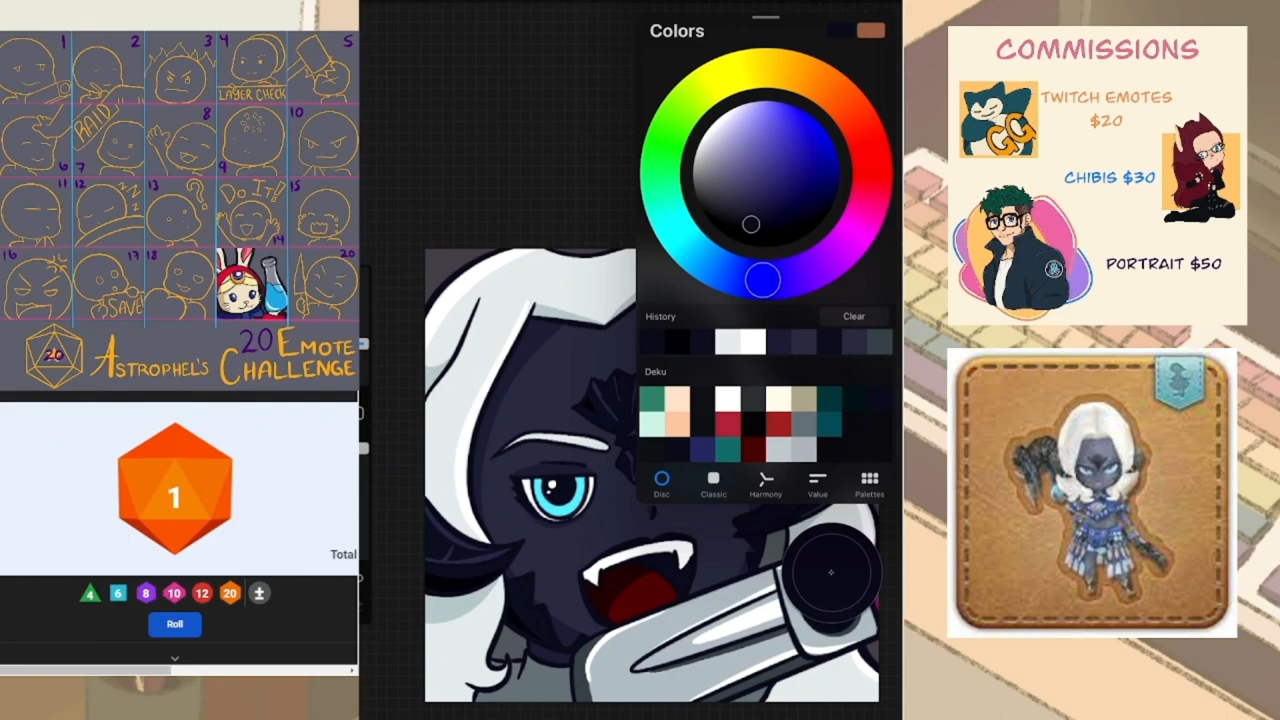 1
2
3
4
5
LAYER CHECK
RAID
6
7
8
9
10
11
12
ZZZ
13
?
Do IT!!
14
15
16
17
SAVE
18
20
20
ASTROPHEL'S
20 EMOTE
CHALLENGE
1
Total
4
6
8
10
12
20
±
Roll
Colors
History
Clear
Deku
Disc
Classic
Harmony
Value
Palettes
COMMISSIONS
GG
TWITCH EMOTES
$20
CHIBIS $30
PORTRAIT $50